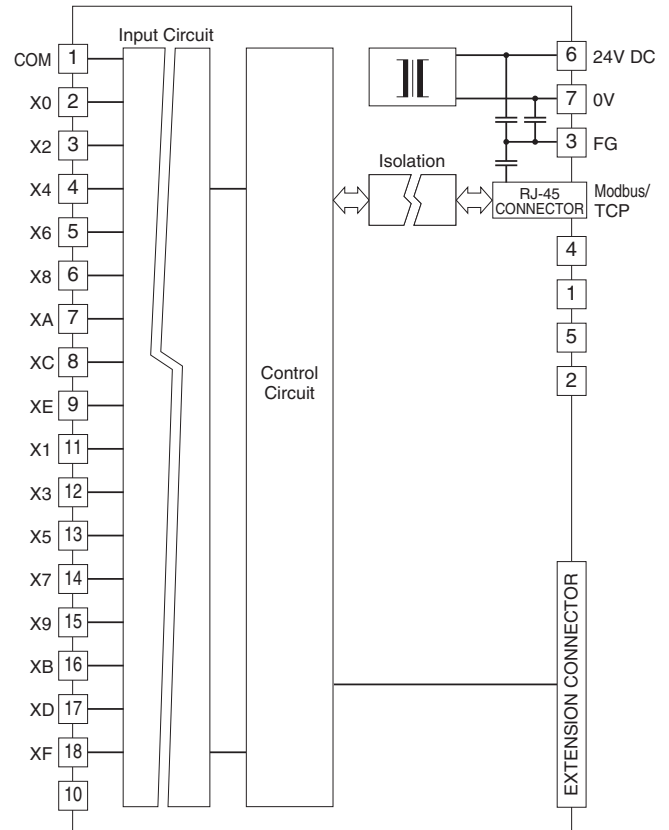 Input Circuit
COM 1
X0 2
X2 3
X4 4
X6 5
X8 6
XA 7
XC 8
XE 9
X1 11
X3 12
X5 13
X7 14
X9 15
XB 16
XD 17
XF 18
10
Control
Circuit
Isolation
6 24V DC
7 0V
3 FG
RJ-45
CONNECTOR
Modbus/
TCP
4
1
5
2
EXTENSION CONNECTOR